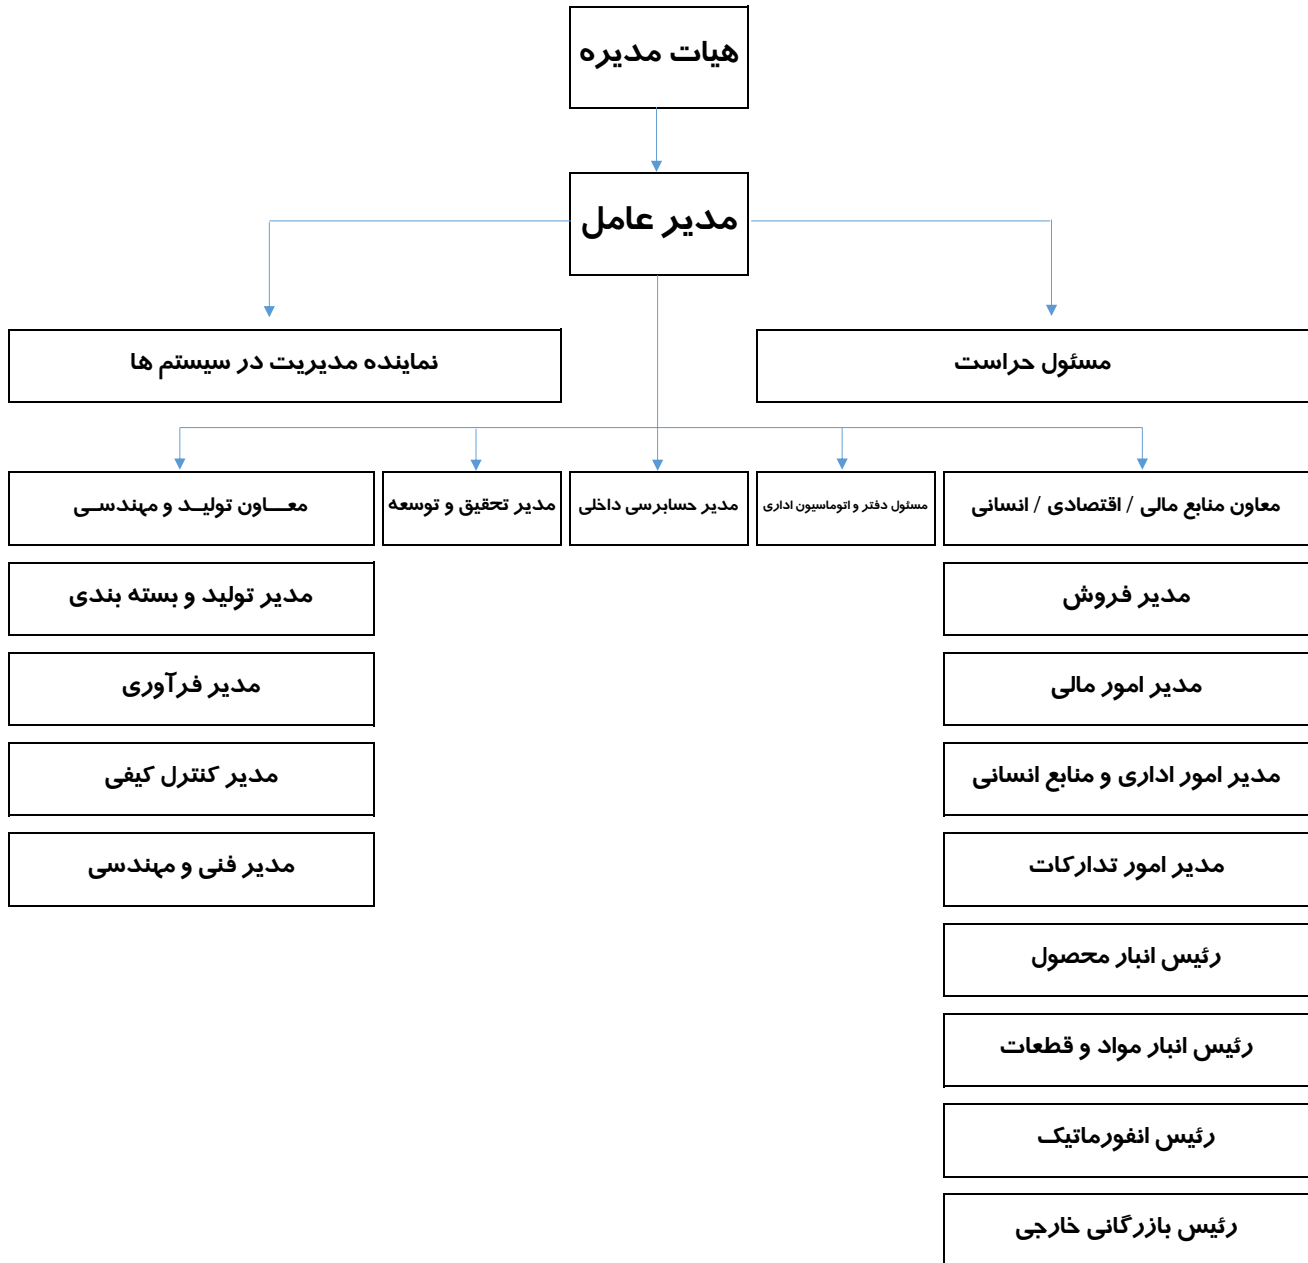 هیات مدیره
مدیر عامل
مسئول حراست
نماینده مدیریت در سیستم ها
معاون منابع مالی / اقتصادی / انسانی
مسئول دفتر و اتوماسیون اداری
مدیر حسابرسی داخلی
مدیر تحقیق و توسعه
معـــاون تولیـد و مهندسـی
مدیر فروش
مدیر امور مالی
مدیر امور اداری و منابع انسانی
مدیر امور تدارکات
رئیس انبار محصول
رئیس انبار مواد و قطعات
رئیس انفورماتیک
رئیس بازرگانی خارجی
مدیر تولید و بسته بندی
مدیر فرآوری
مدیر کنترل کیفی
مدیر فنی و مهندسی